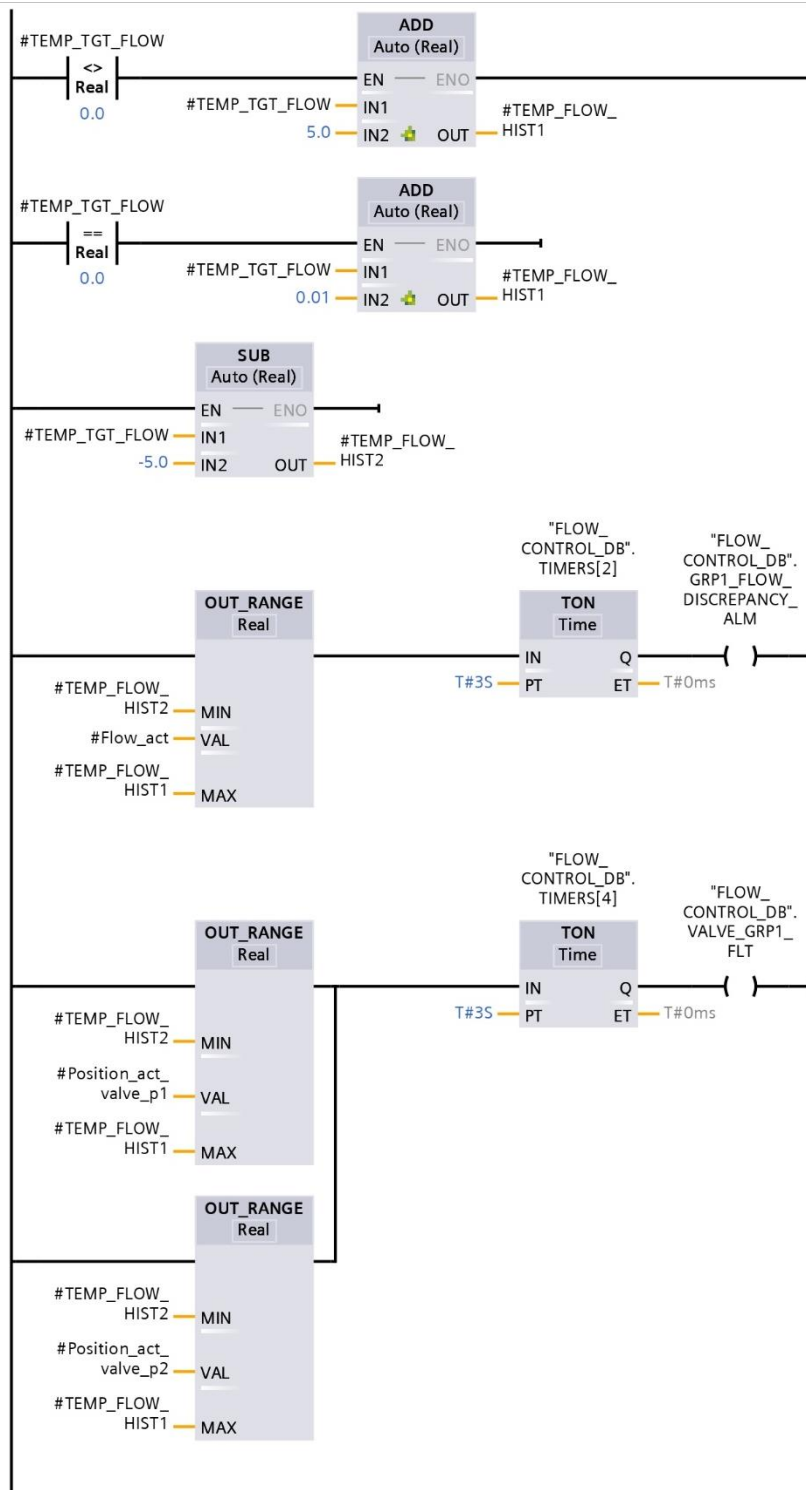 #TEMP_TGT_FLOW
<>
Real
0.0
ADD
Auto (Real)
EN
ENO
#TEMP_TGT_FLOW
IN1
5.0
IN2
OUT
#TEMP_FLOW_
HIST1
#TEMP_TGT_FLOW
==
Real
0.0
ADD
Auto (Real)
EN
ENO
#TEMP_TGT_FLOW
IN1
0.01
IN2
OUT
#TEMP_FLOW_
HIST1
SUB
Auto (Real)
EN
ENO
#TEMP_TGT_FLOW
IN1
-5.0
IN2
OUT
#TEMP_FLOW_
HIST2
OUT_RANGE
Real
#TEMP_FLOW_
HIST2
MIN
#Flow_act
VAL
#TEMP_FLOW_
HIST1
MAX
"FLOW_
CONTROL_DB".
TIMERS[2]
TON
Time
IN
Q
T#3S
PT
ET
T#0ms
"FLOW_
CONTROL_DB".
GRP1_FLOW_
DISCREPANCY_
ALM
OUT_RANGE
Real
#TEMP_FLOW_
HIST2
MIN
#Position_act_
valve_p1
VAL
#TEMP_FLOW_
HIST1
MAX
"FLOW_
CONTROL_DB".
TIMERS[4]
TON
Time
IN
Q
T#3S
PT
ET
T#0ms
"FLOW_
CONTROL_DB".
VALVE_GRP1_
FLT
OUT_RANGE
Real
#TEMP_FLOW_
HIST2
MIN
#Position_act_
valve_p2
VAL
#TEMP_FLOW_
HIST1
MAX